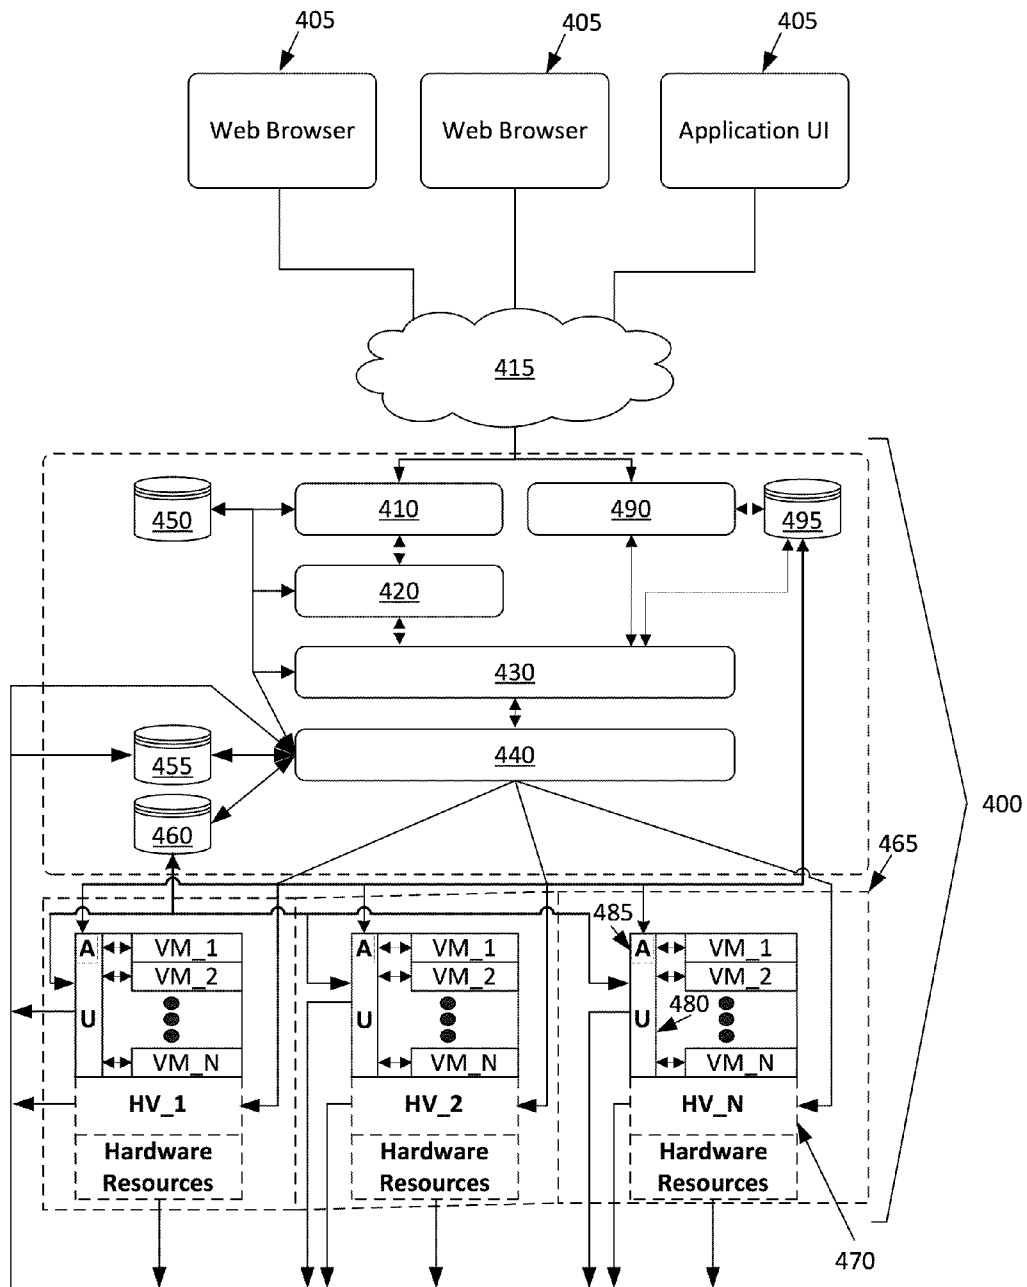 405
405
405
Web Browser
Web Browser
Application UI
415
450
410
490
495
420
430
455
440
460
400
465
485
A
VM_1
A
VM_1
A
VM_1
VM_2
VM_2
VM_2
480
U
U
U
VM_N
VM_N
VM_N
HV_1
HV_2
HV_N
Hardware
Resources
Hardware
Resources
Hardware
Resources
470